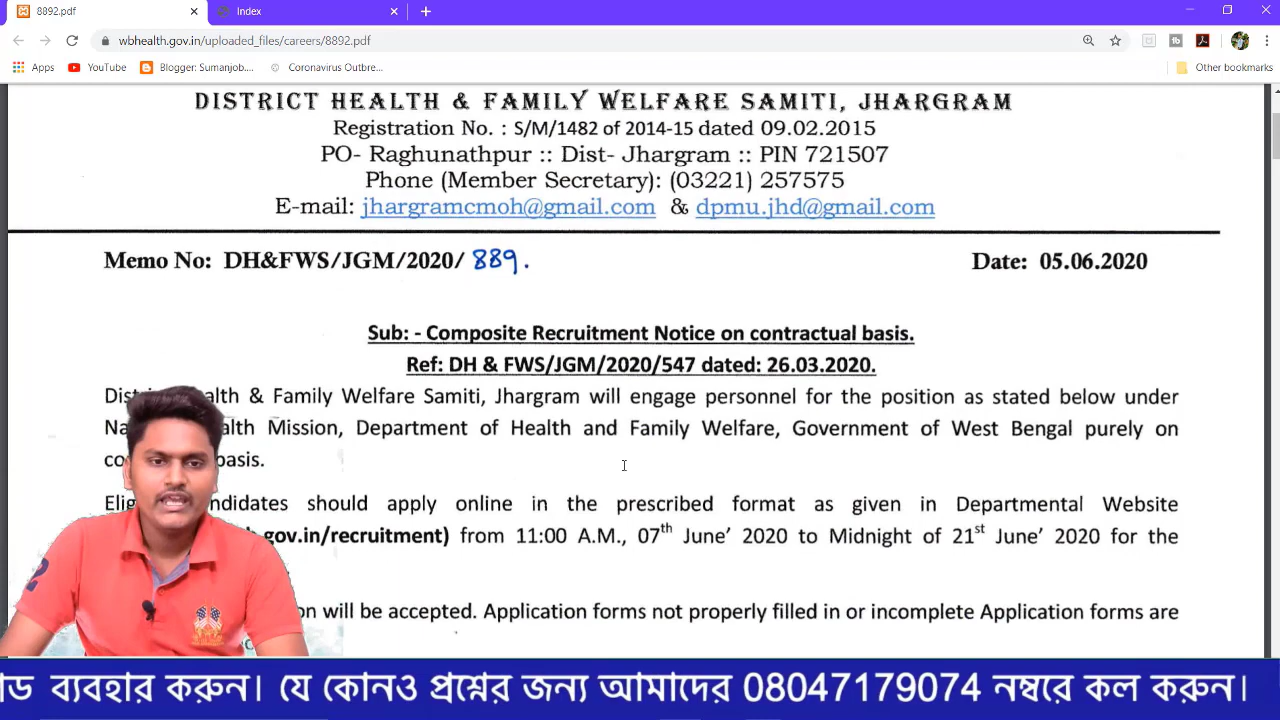 8892.pdf
Index
wbhealth.gov.in/uploaded_files/careers/8892.pdf
Apps YouTube Blogger: Sumanjob.... Coronavirus Outbre... Other bookmarks
DISTRICT HEALTH & FAMILY WELFARE SAMITI, JHARGRAM
Registration No. : S/M/1482 of 2014-15 dated 09.02.2015
PO- Raghunathpur :: Dist- Jhargram :: PIN 721507
Phone (Member Secretary): (03221) 257575
E-mail: jhargramcmoh@gmail.com & dpmu.jhd@gmail.com
Memo No: DH&FWS/JGM/2020/ 889. Date: 05.06.2020
Sub: - Composite Recruitment Notice on contractual basis.
Ref: DH & FWS/JGM/2020/547 dated: 26.03.2020.
& Family Welfare Samiti, Jhargram will engage personnel for the position as stated below under
Mission, Department of Health and Family Welfare, Government of West Bengal purely on
basis.
should apply online in the prescribed format as given in Departmental Website
gov.in/recruitment) from 11:00 A.M., 07th June' 2020 to Midnight of 21st June' 2020 for the
will be accepted. Application forms not properly filled in or incomplete Application forms are
2
ব্যবহার করুন। যে কোনও প্রশ্নের জন্য আমাদের 08047179074 নম্বরে কল করুন।